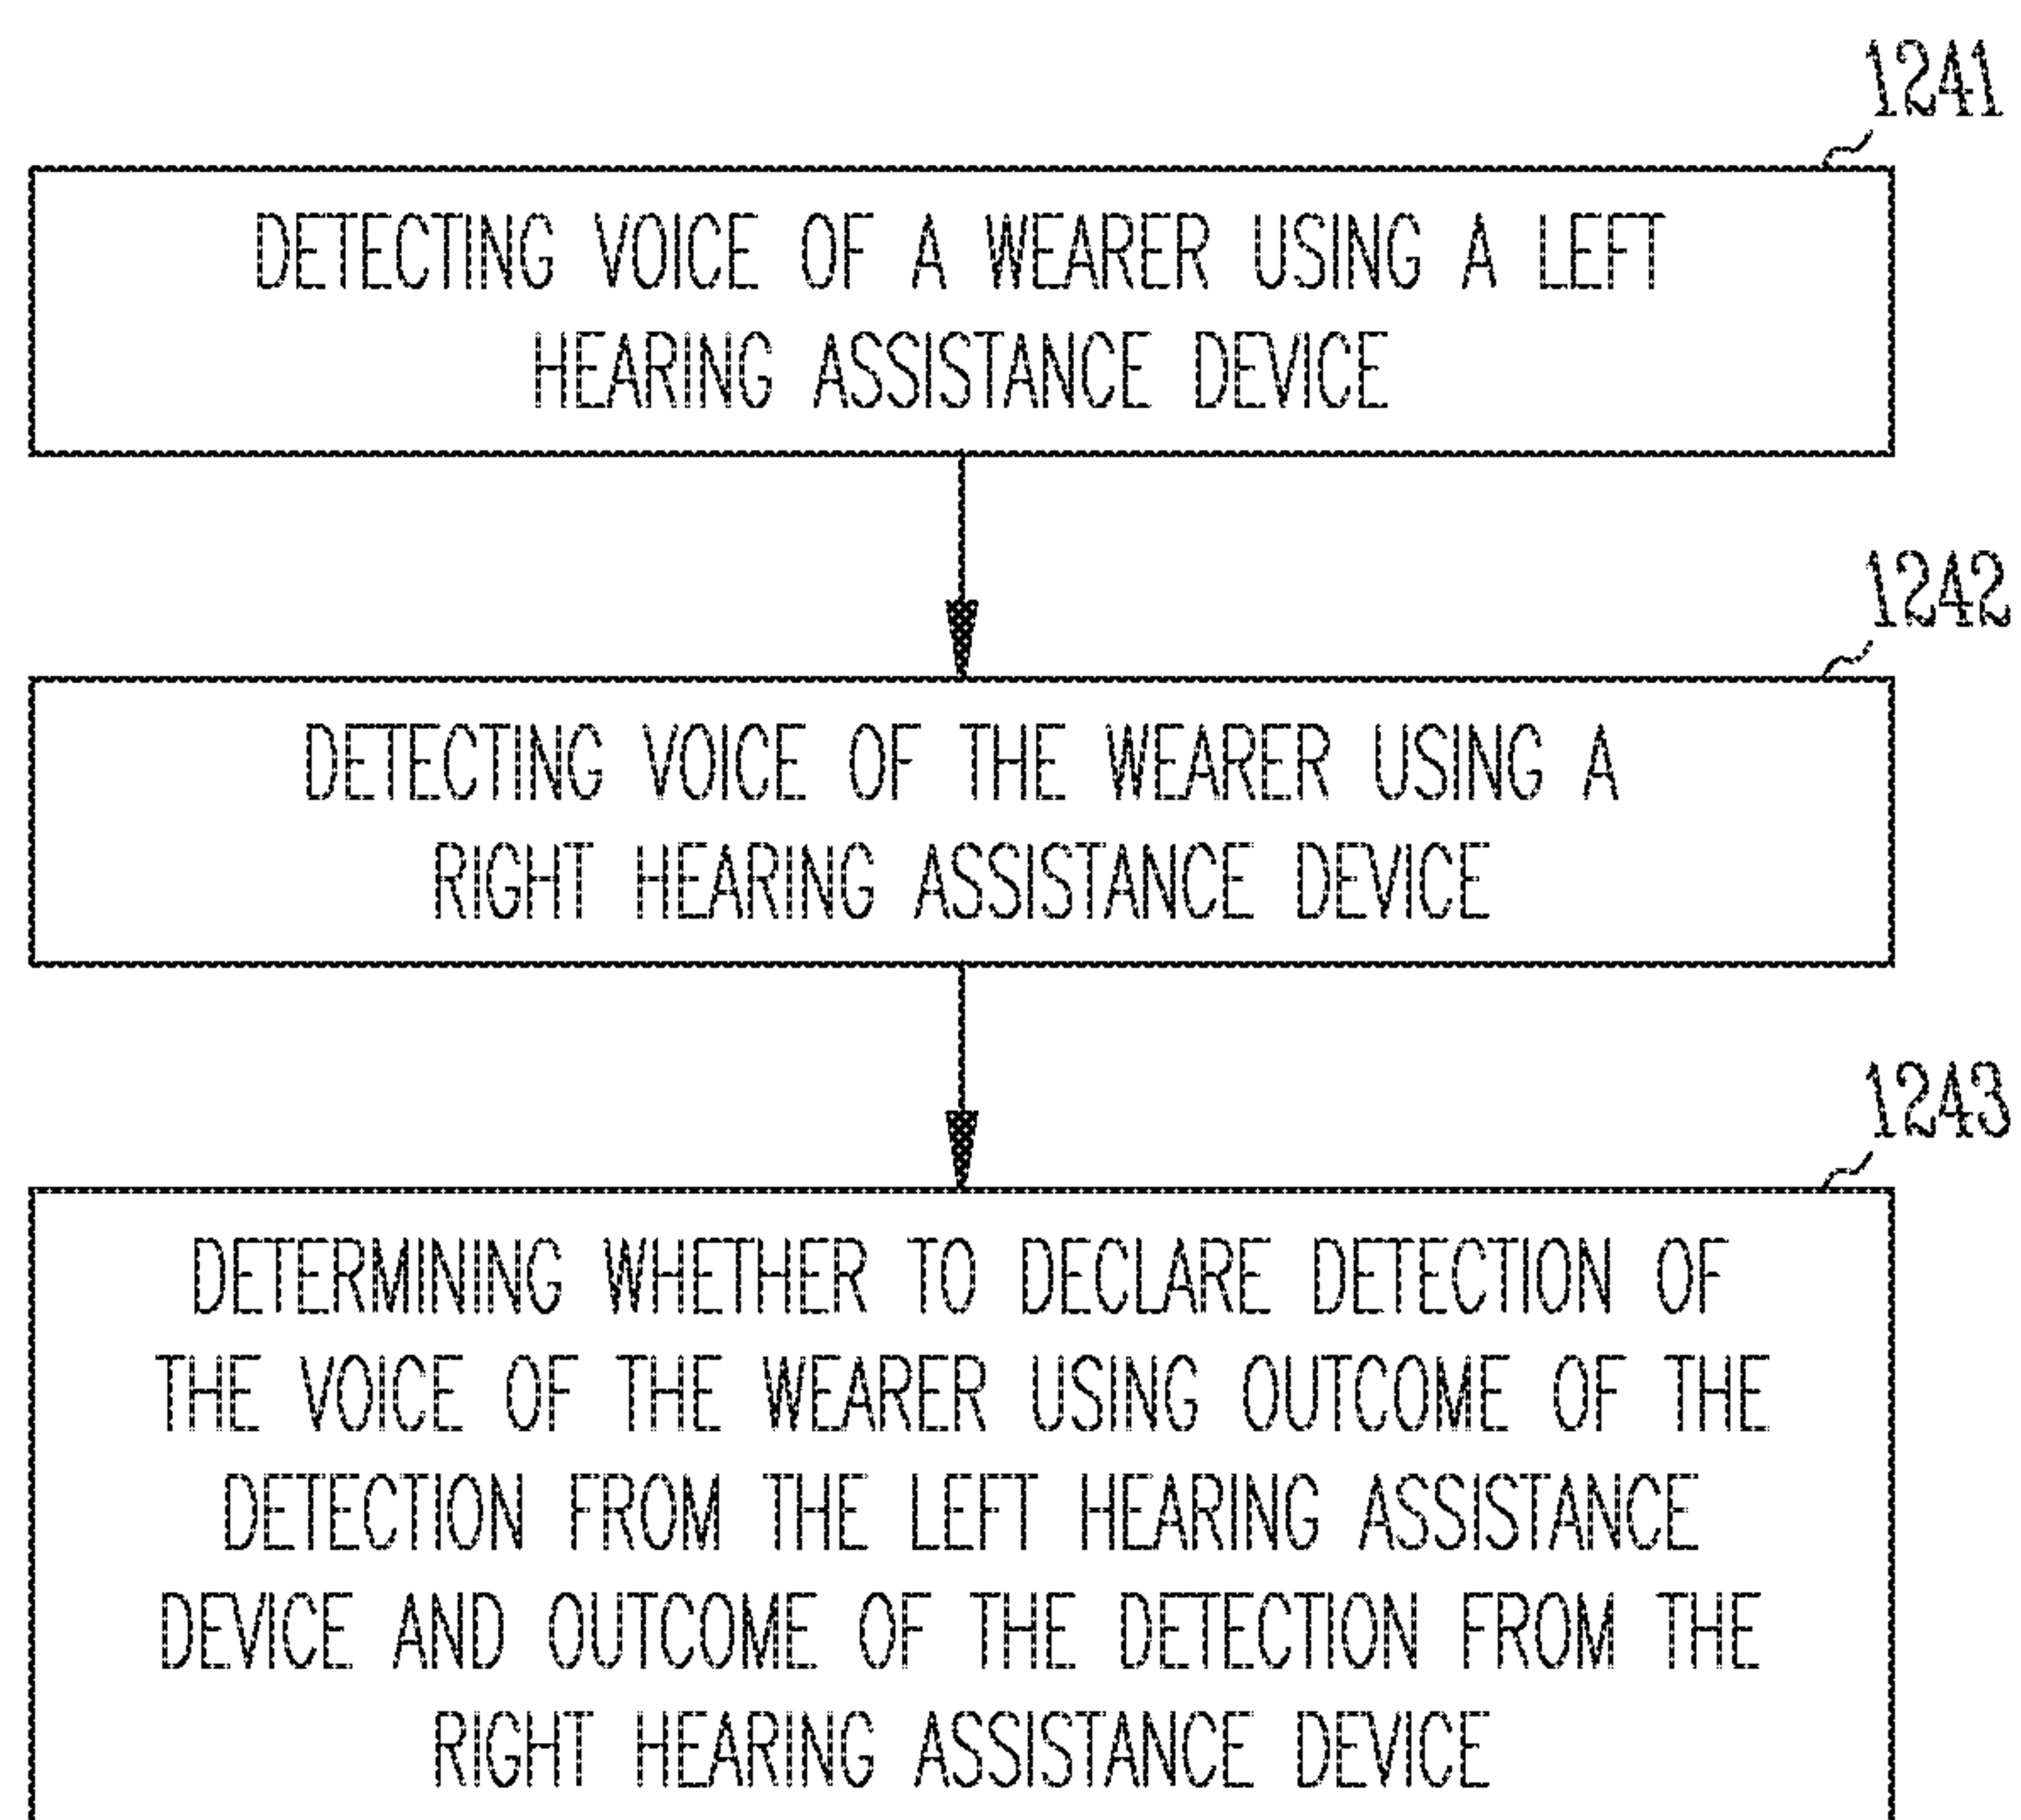 1241
DETECTING VOICE OF A WEARER USING A LEFT
HEARING ASSISTANCE DEVICE
1242
DETECTING VOICE OF THE WEARER USING A
RIGHT HEARING ASSISTANCE DEVICE
1243
DETERMINING WHETHER TO DECLARE DETECTION OF
THE VOICE OF THE WEARER USING OUTCOME OF THE
DETECTION FROM THE LEFT HEARING ASSISTANCE
DEVICE AND OUTCOME OF THE DETECTION FROM THE
RIGHT HEARING ASSISTANCE DEVICE